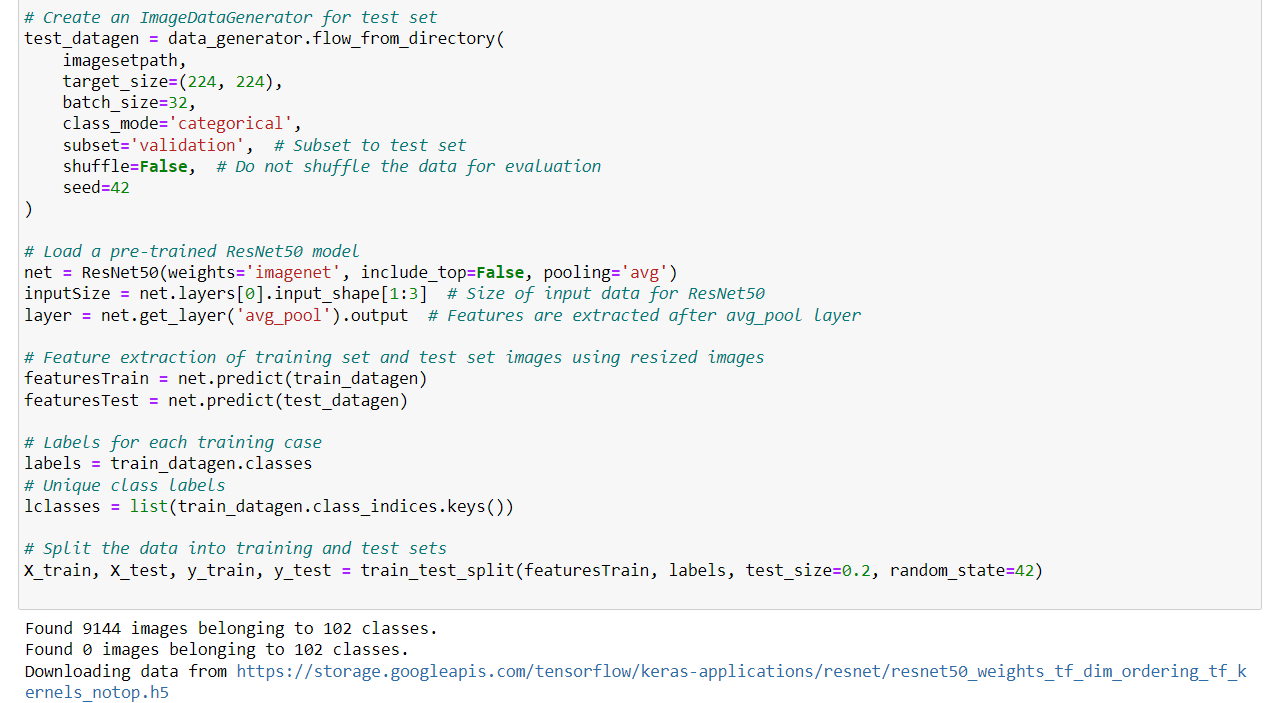 # Create an ImageDataGenerator for test set
test_datagen = data_generator.flow_from_directory(
    imagesetpath,
    target_size=(224, 224),
    batch_size=32,
    class_mode='categorical',
    subset='validation',  # Subset to test set
    shuffle=False,  # Do not shuffle the data for evaluation
    seed=42
)

# Load a pre-trained ResNet50 model
net = ResNet50(weights='imagenet', include_top=False, pooling='avg')
inputSize = net.layers[0].input_shape[1:3]  # Size of input data for ResNet50
layer = net.get_layer('avg_pool').output  # Features are extracted after avg_pool layer

# Feature extraction of training set and test set images using resized images
featuresTrain = net.predict(train_datagen)
featuresTest = net.predict(test_datagen)

# Labels for each training case
labels = train_datagen.classes
# Unique class labels
lclasses = list(train_datagen.class_indices.keys())

# Split the data into training and test sets
X_train, X_test, y_train, y_test = train_test_split(featuresTrain, labels, test_size=0.2, random_state=42)

Found 9144 images belonging to 102 classes.
Found 0 images belonging to 102 classes.
Downloading data from https://storage.googleapis.com/tensorflow/keras-applications/resnet/resnet50_weights_tf_dim_ordering_tf_k
ernels_notop.h5